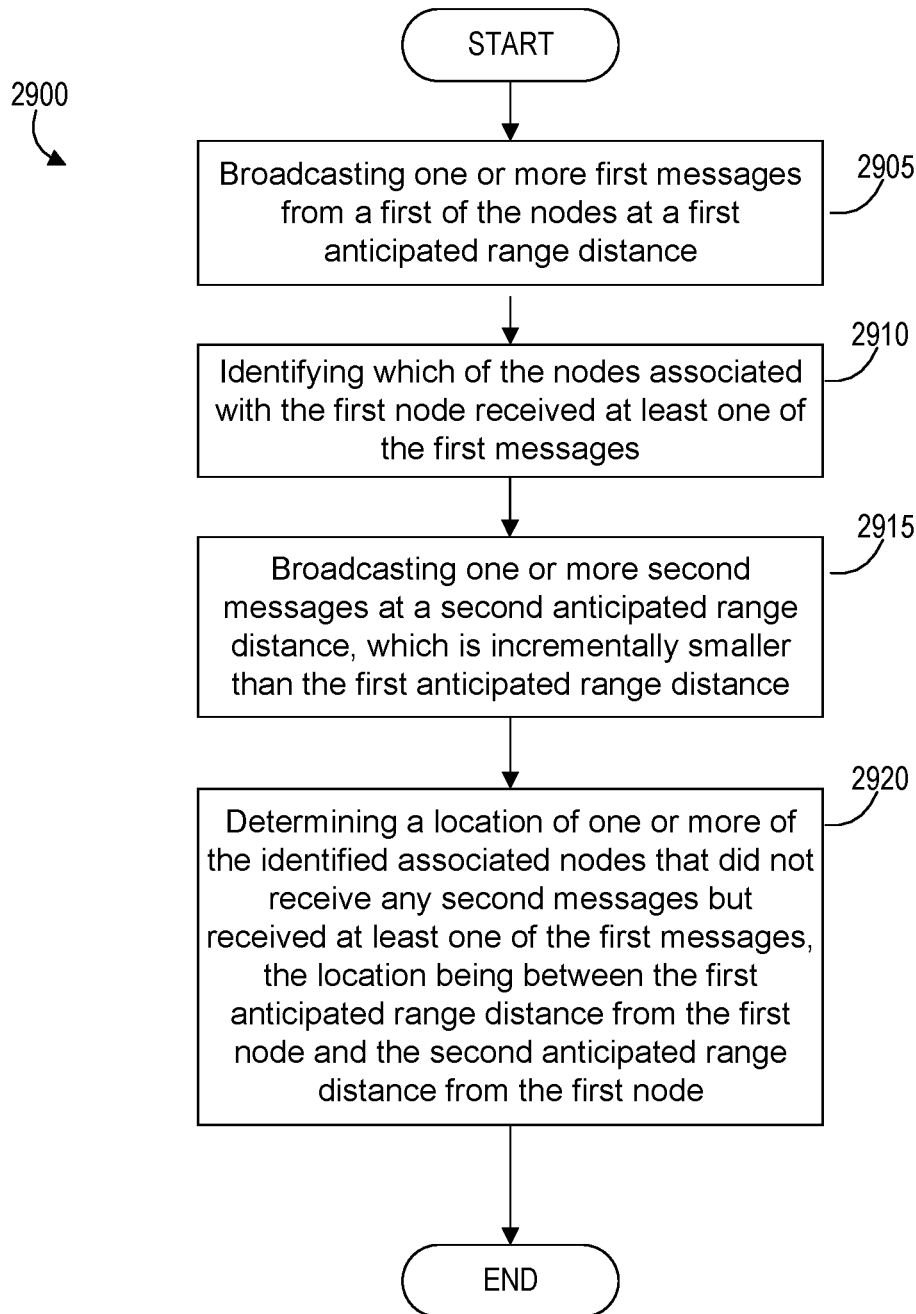 START
2900
Broadcasting one or more first messages
from a first of the nodes at a first
anticipated range distance
2905
Identifying which of the nodes associated
with the first node received at least one of
the first messages
2910
Broadcasting one or more second
messages at a second anticipated range
distance, which is incrementally smaller
than the first anticipated range distance
2915
Determining a location of one or more of
the identified associated nodes that did not
receive any second messages but
received at least one of the first messages,
the location being between the first
anticipated range distance from the first
node and the second anticipated range
distance from the first node
2920
END